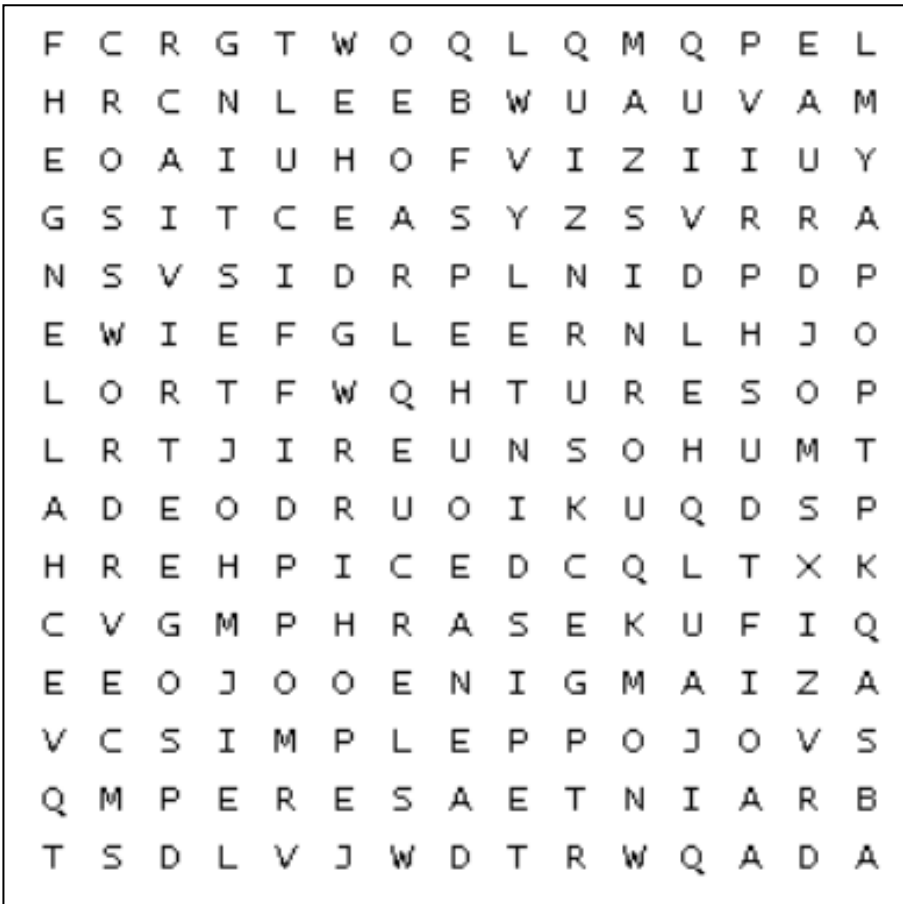 F C R G T W O Q L Q M Q P E L
H R C N L E E B W U A U V A M
E O A I U H O F V I Z I I U Y
G S I T C E A S Y Z S V R R A
N S V S I D R P L N I D P D P
E W I E F G L E E R N L H J O
L O R T F W Q H T U R E S O P
L R T J I R E U N S O H U M T
A D E O D R U O I K U Q D S P
H R E H P I C E D C Q L T X K
C V G M P H R A S E K U F I Q
E E O J O O E N I G M A I Z A
V C S I M P L E P P O J O V S
Q M P E R E S A E T N I A R B
T S D L V J W D T R W Q A D A